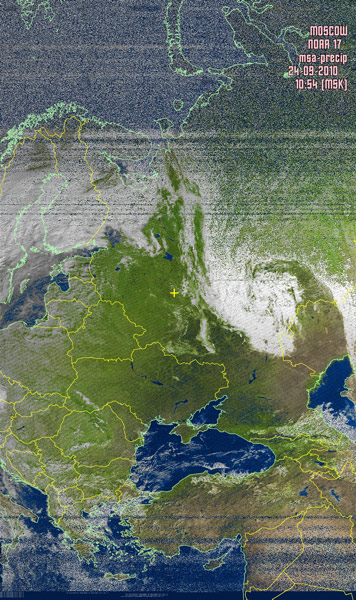 MOSCOW
NOAA 17
msa-precip
24-09-2010
10:54 (MSK)